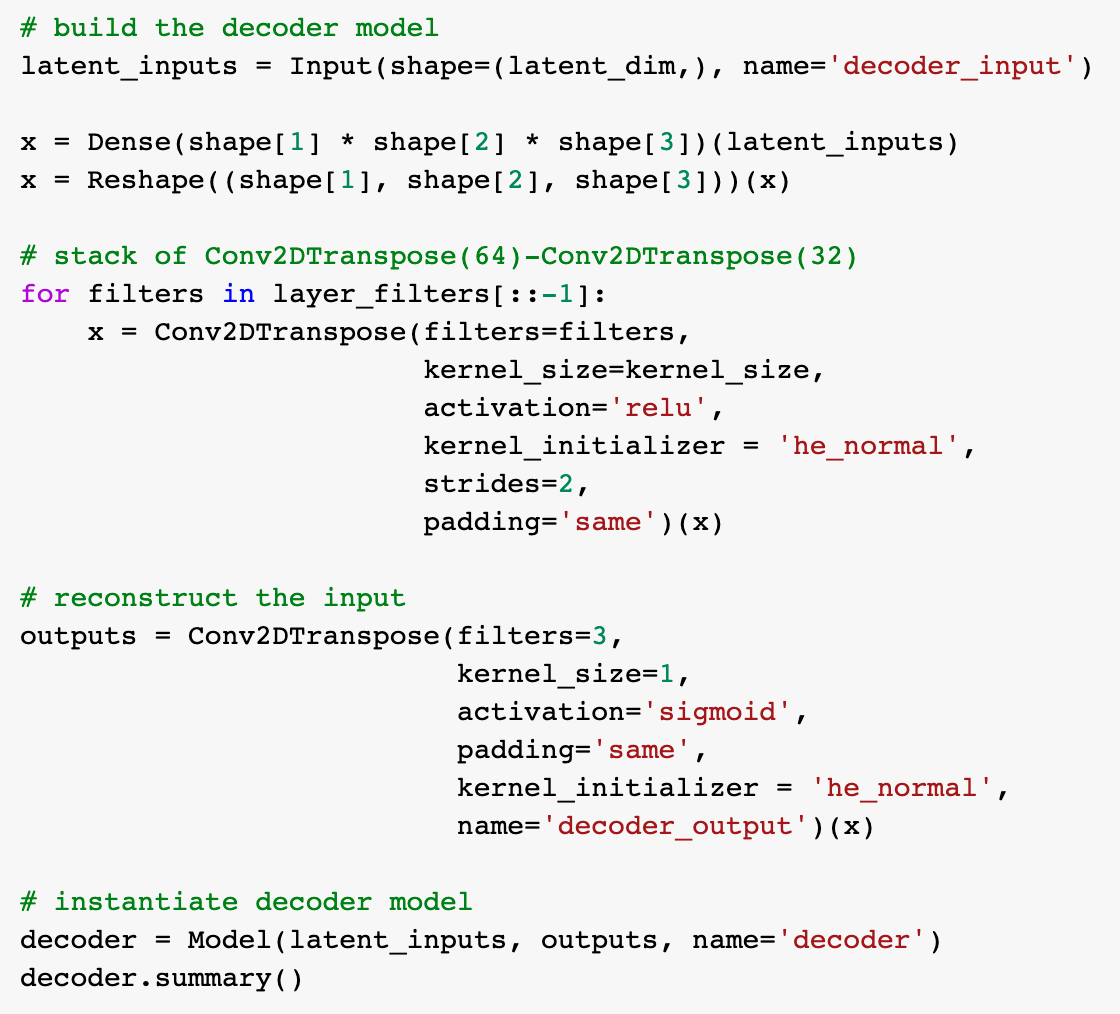 # build the decoder model
latent_inputs = Input(shape=(latent_dim,), name='decoder_input')
x = Dense(shape[1] * shape[2] * shape[3])(latent_inputs)
x = Reshape((shape[1], shape[2], shape[3]))(x)
# stack of Conv2DTranspose(64)-Conv2DTranspose(32)
for filters in layer_filters[::-1]:
    x = Conv2DTranspose(filters=filters,
                        kernel_size=kernel_size,
                        activation='relu',
                        kernel_initializer = 'he_normal',
                        strides=2,
                        padding='same')(x)
# reconstruct the input
outputs = Conv2DTranspose(filters=3,
                          kernel_size=1,
                          activation='sigmoid',
                          padding='same',
                          kernel_initializer = 'he_normal',
                          name='decoder_output')(x)
# instantiate decoder model
decoder = Model(latent_inputs, outputs, name='decoder')
decoder.summary()